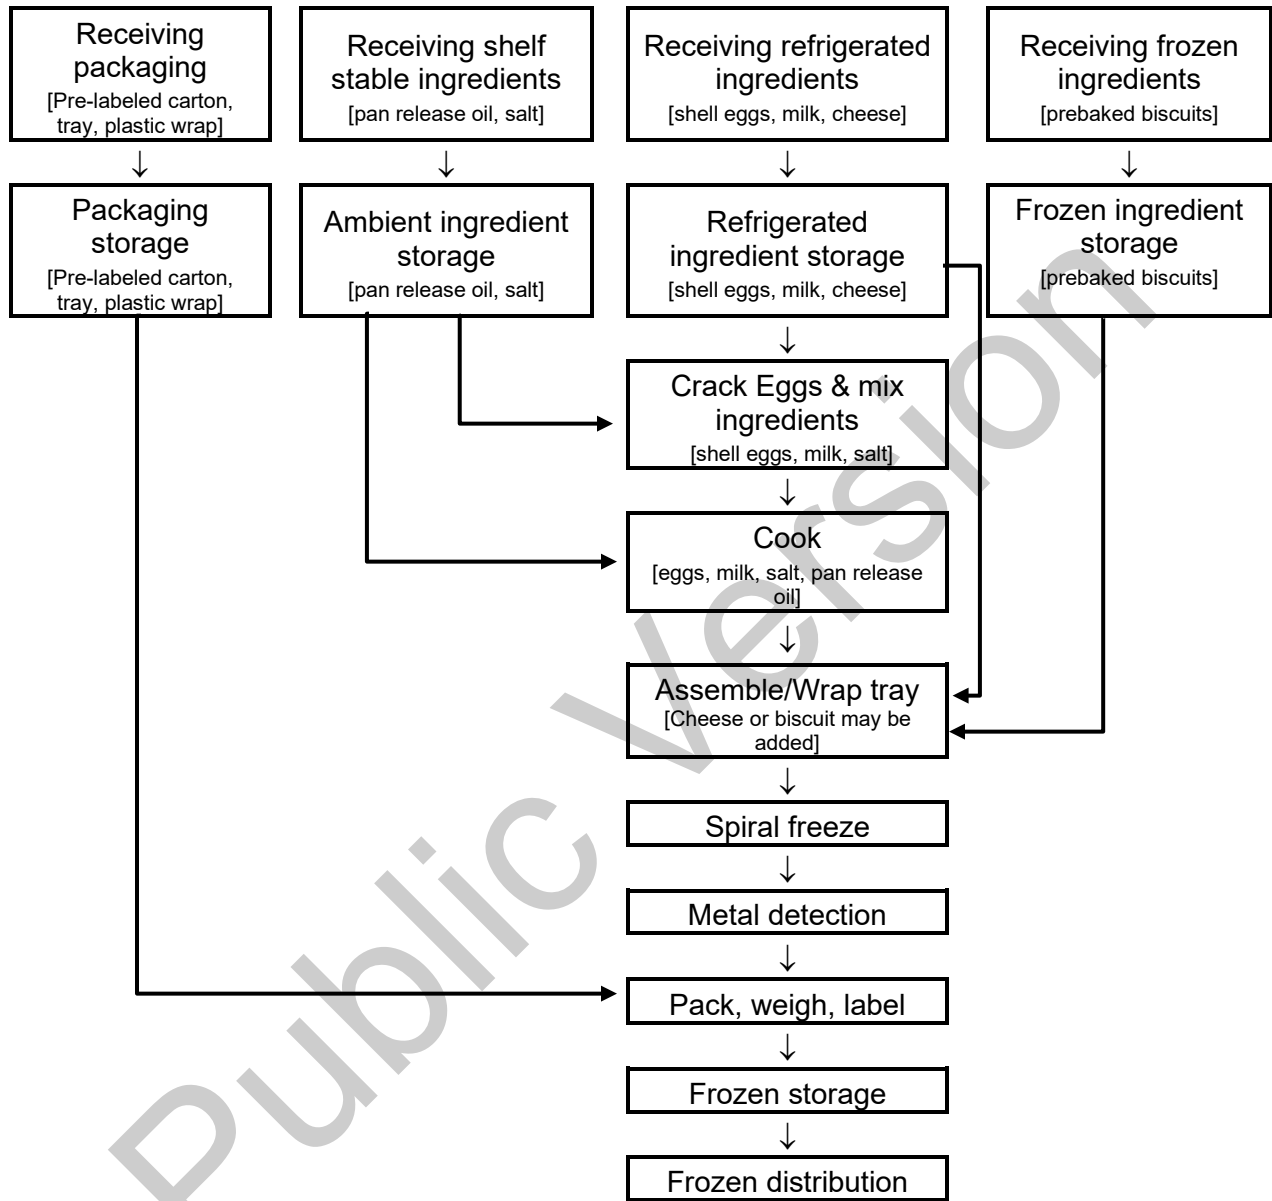 Receiving
packaging
[Pre-labeled carton,
tray, plastic wrap]
Receiving shelf
stable ingredients
[pan release oil, salt]
Receiving refrigerated
ingredients
[shell eggs, milk, cheese]
Receiving frozen
ingredients
[prebaked biscuits]
↓
↓
↓
↓
Packaging
storage
[Pre-labeled carton,
tray, plastic wrap]
Ambient ingredient
storage
[pan release oil, salt]
Refrigerated
ingredient storage
[shell eggs, milk, cheese]
Frozen ingredient
storage
[prebaked biscuits]
↓
Crack Eggs & mix
ingredients
[shell eggs, milk, salt]
↓
Cook
[eggs, milk, salt, pan release
oil]
↓
Assemble/Wrap tray
[Cheese or biscuit may be
added]
↓
Spiral freeze
↓
Metal detection
↓
Pack, weigh, label
↓
Frozen storage
↓
Frozen distribution
Public Version